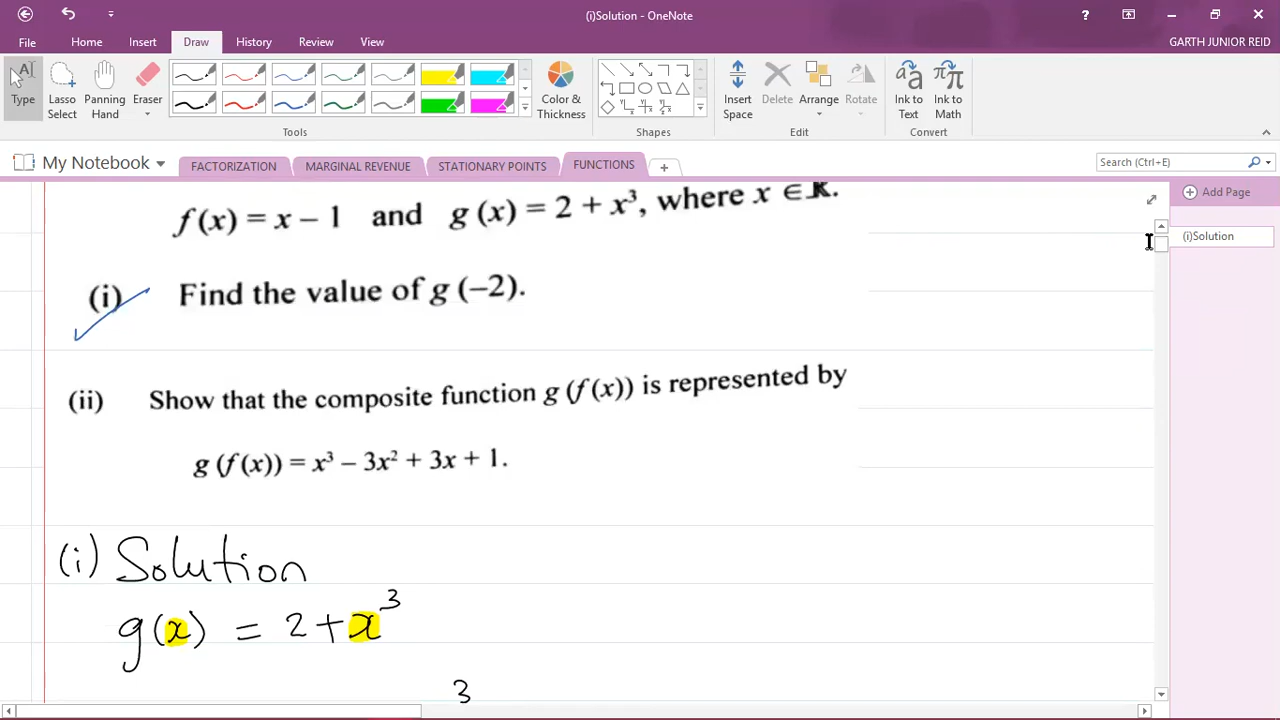 (i)Solution - OneNote
GARTH JUNIOR REID
File Home Insert Draw History Review View
Type
Lasso Select
Panning Hand
Eraser
Color & Thickness
Insert Space
Delete
Arrange
Rotate
Ink to Text
Ink to Math
Tools
Shapes
Edit
Convert
My Notebook
FACTORIZATION
MARGINAL REVENUE
STATIONARY POINTS
FUNCTIONS
Search (Ctrl+E)
Add Page
(i)Solution
f(x) = x – 1 and g (x) = 2 + x³, where x ∈ R.
(i) Find the value of g (–2).
(ii) Show that the composite function g (f (x)) is represented by
g (f (x)) = x³ – 3x² + 3x + 1.
(i) Solution
g(x) = 2 + x³
3